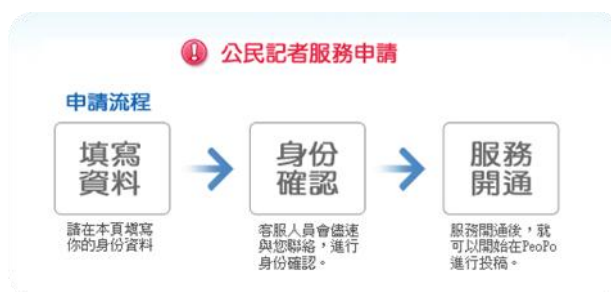 公民記者服務申請
申請流程
填寫
資料
請在本頁填寫
你的身份資料
身份
確認
客服人員會儘速
與您聯絡,進行
身份確認。
服務
開通
服務開通後,就
可以開始在PeoPo
進行投稿。